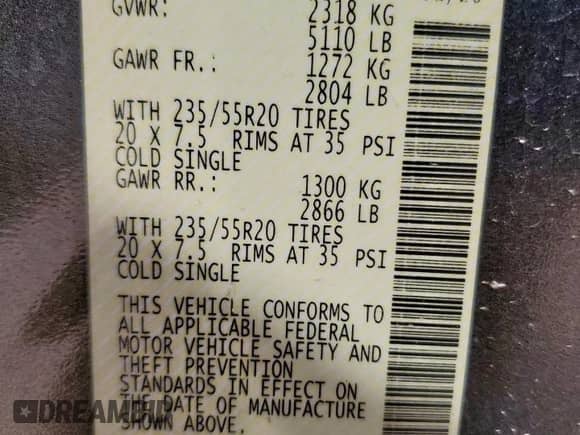 GVWR: 2318 KG
5110 LB
GAWR FR.: 1272 KG
2804 LB
WITH 235/55R20 TIRES
20 X 7.5 RIMS AT 35 PSI
COLD SINGLE
GAWR RR.: 1300 KG
2866 LB
WITH 235/55R20 TIRES
20 X 7.5 RIMS AT 35 PSI
COLD SINGLE
THIS VEHICLE CONFORMS TO
ALL APPLICABLE FEDERAL
MOTOR VEHICLE SAFETY AND
THEFT PREVENTION
STANDARDS IN EFFECT ON
THE DATE OF MANUFACTURE
SHOWN ABOVE.
DREAMBID